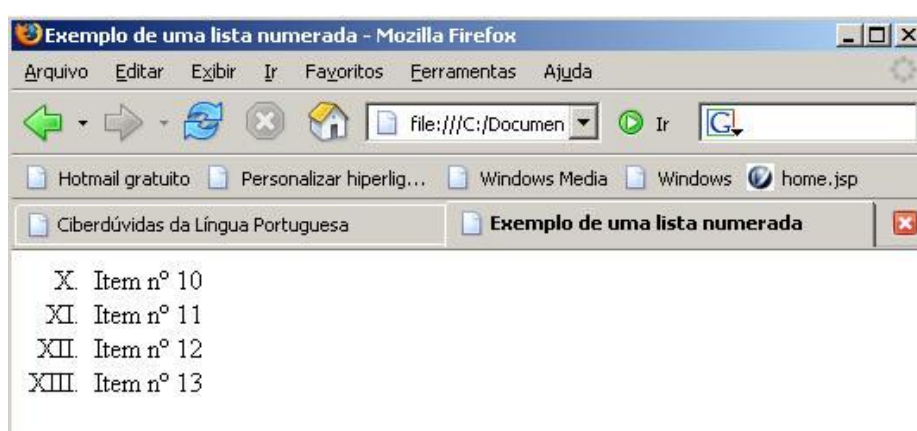 Exemplo de uma lista numerada - Mozilla Firefox
Arquivo Editar Exibir Ir Favoritos Ferramentas Ajuda
file:///C:/Documen Ir G
Hotmail gratuito Personalizar hiperlig... Windows Media Windows home.jsp
Ciberdúvidas da Língua Portuguesa Exemplo de uma lista numerada
X. Item nº 10
XI. Item nº 11
XII. Item nº 12
XIII. Item nº 13